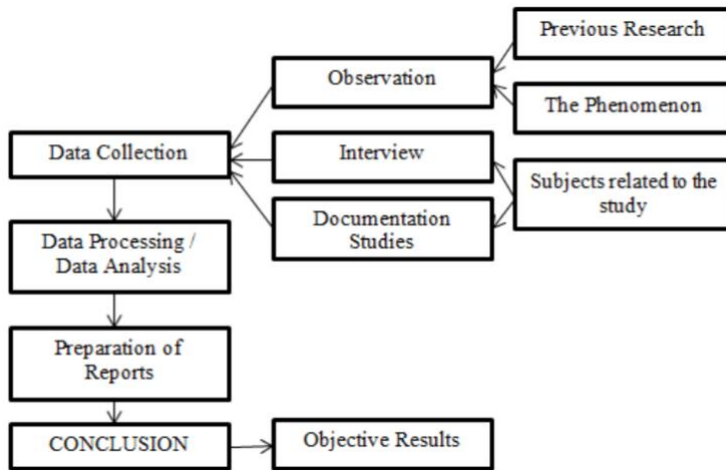 Previous Research
Observation
The Phenomenon
Data Collection
Interview
Subjects related to the
study
Documentation
Studies
Data Processing /
Data Analysis
Preparation of
Reports
CONCLUSION
Objective Results